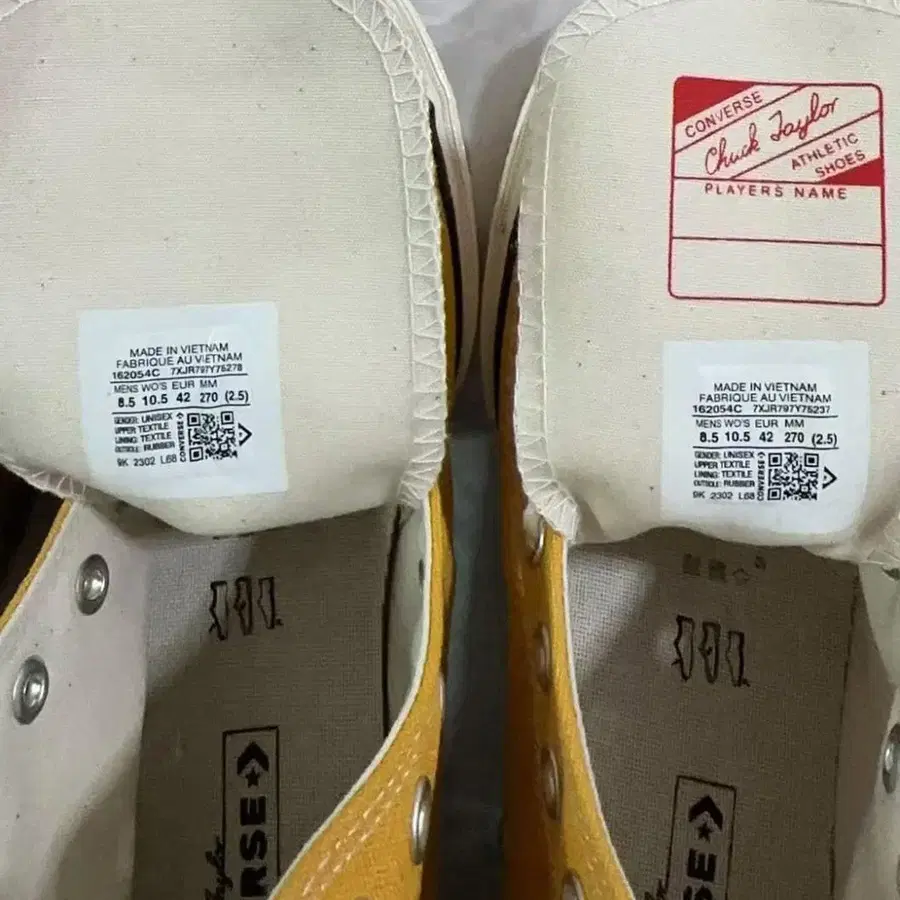 MADE IN VIETNAM
FABRIQUE AU VIETNAM
162054C 7XJR797Y75278
MENS WO'S EUR MM
8.5 10.5 42 270 (2.5)
GENDER: UNISEX
UPPER: TEXTILE
LINING: TEXTILE
OUTSOLE: RUBBER
CONVERSE
9K 2302 L68
CONVERSE
Chuck Taylor
ATHLETIC
SHOES
PLAYERS NAME
MADE IN VIETNAM
FABRIQUE AU VIETNAM
162054C 7XJR797Y75237
MENS WO'S EUR MM
8.5 10.5 42 270 (2.5)
GENDER: UNISEX
UPPER: TEXTILE
LINING: TEXTILE
OUTSOLE: RUBBER
CONVERSE
9K 2302 L68
RSE
aylor
RSE